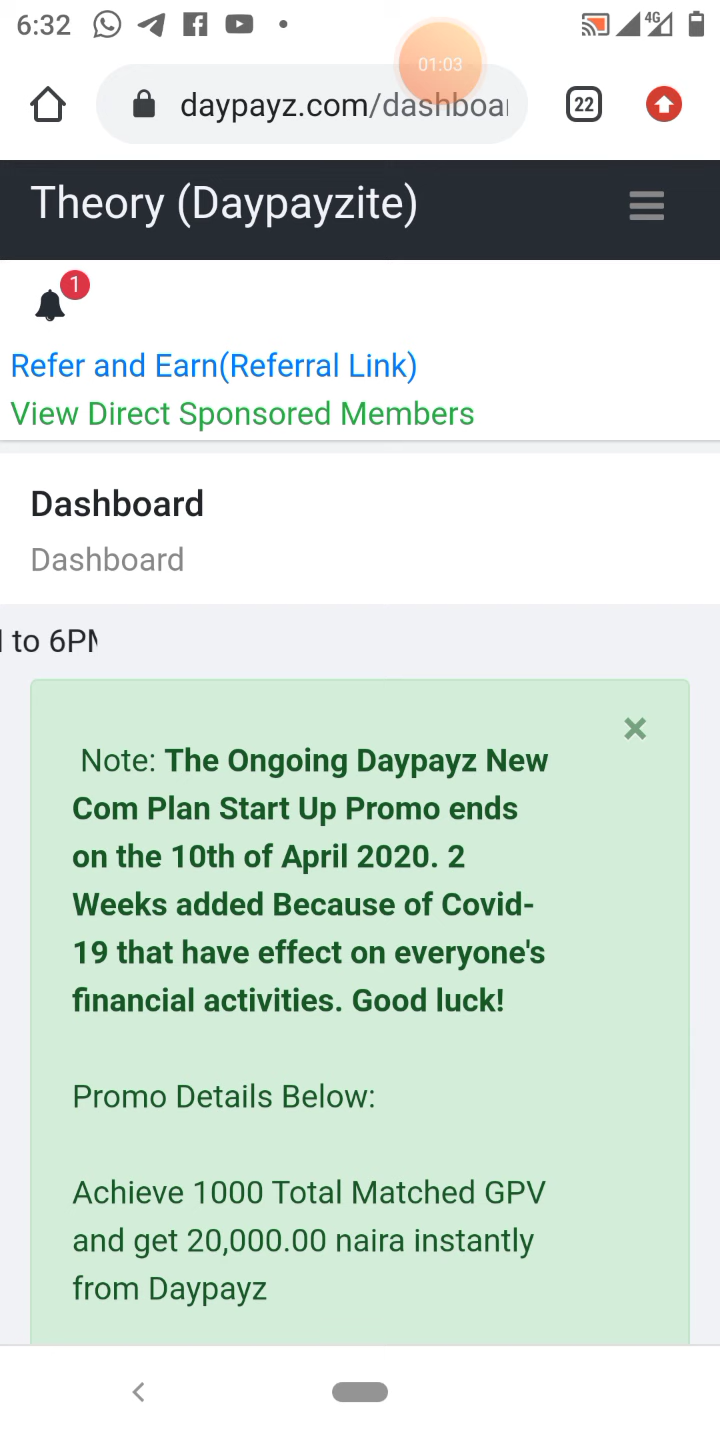 6:32
4G
01:03
daypayz.com/dashboa
22
Theory (Daypayzite)
1
Refer and Earn(Referral Link)
View Direct Sponsored Members
Dashboard
Dashboard
to 6PM
×
Note: The Ongoing Daypayz New
Com Plan Start Up Promo ends
on the 10th of April 2020. 2
Weeks added Because of Covid-
19 that have effect on everyone's
financial activities. Good luck!
Promo Details Below:
Achieve 1000 Total Matched GPV
and get 20,000.00 naira instantly
from Daypayz